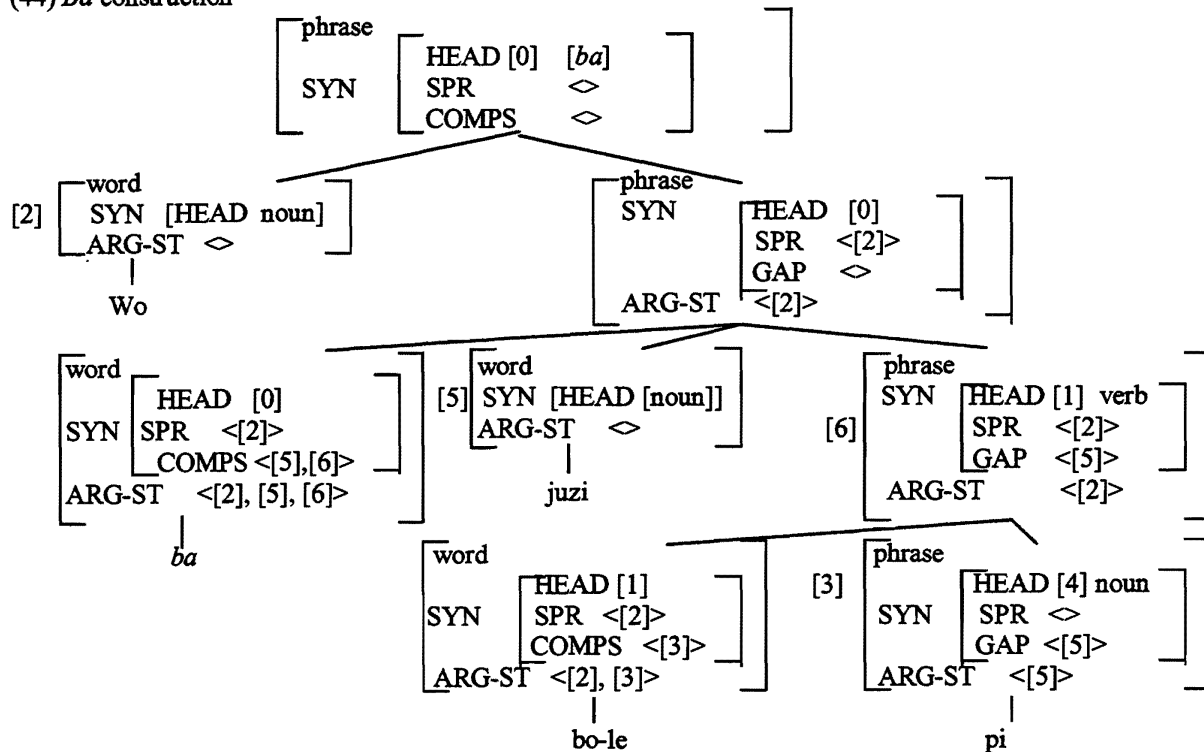 (44) Ba construction
phrase
HEAD [0] [ba]
SYN SPR <>
COMPS <>
word
[2] SYN [HEAD noun]
ARG-ST <>
Wo
phrase
SYN HEAD [0]
SPR <[2]>
GAP <>
ARG-ST <[2]>
word
HEAD [0]
SYN SPR <[2]>
COMPS <[5],[6]>
ARG-ST <[2], [5], [6]>
ba
word
[5] SYN [HEAD [noun]]
ARG-ST <>
juzi
phrase
SYN HEAD [1] verb
[6] SPR <[2]>
GAP <[5]>
ARG-ST <[2]>
word
HEAD [1]
SYN SPR <[2]>
COMPS <[3]>
ARG-ST <[2], [3]>
bo-le
phrase
[3] HEAD [4] noun
SYN SPR <>
GAP <[5]>
ARG-ST <[5]>
pi